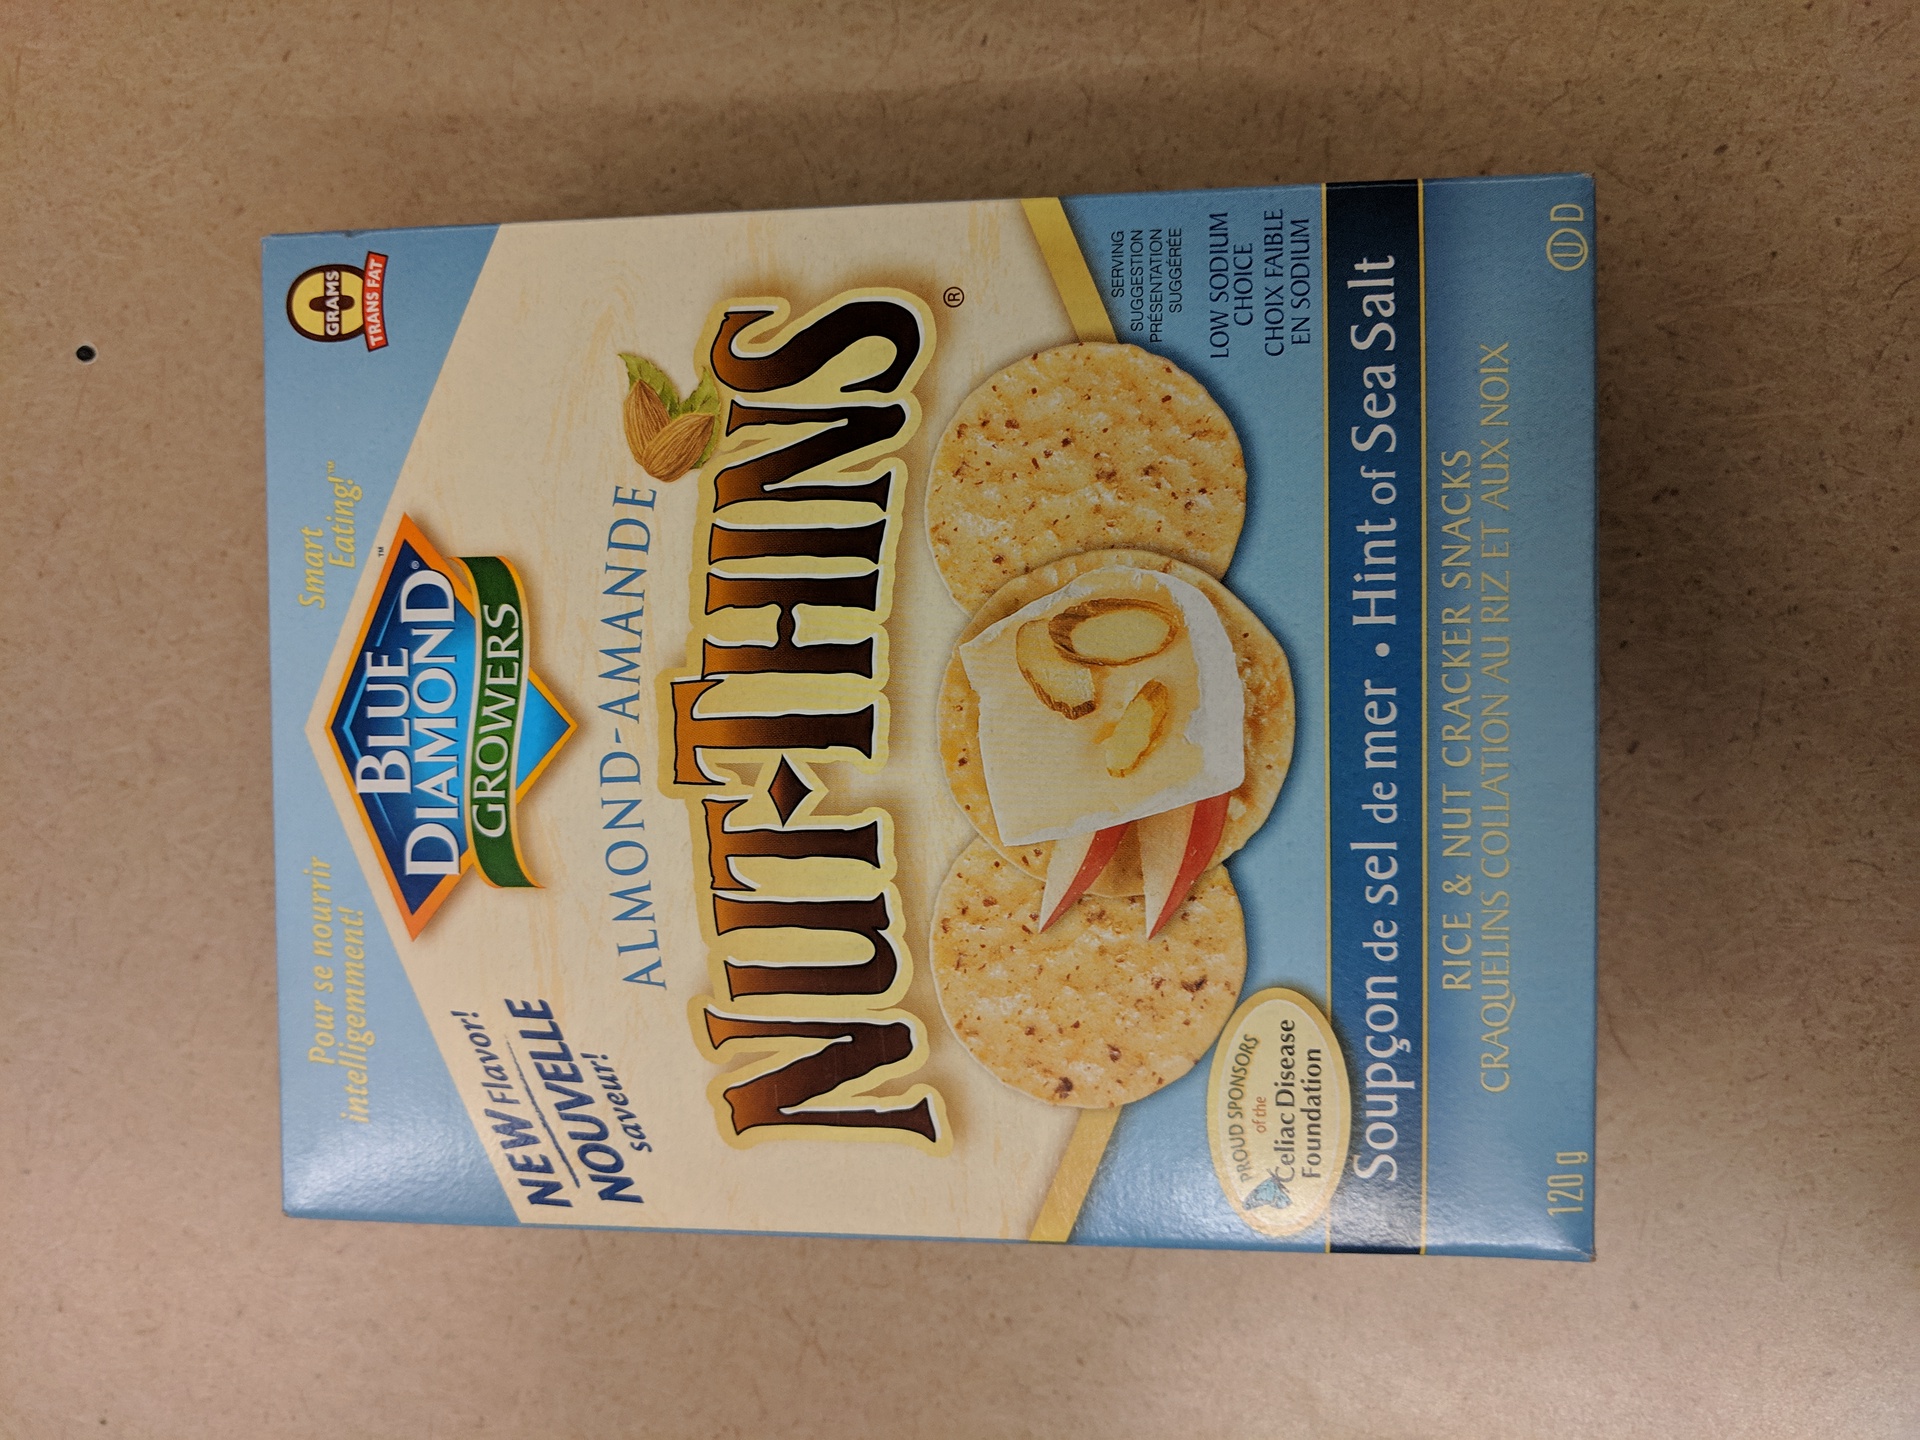 Pour se nourrir
intelligemment!
Smart
Eating!™
0
GRAMS
TRANS FAT
BLUE
DIAMOND®
™
GROWERS
NEW Flavor!
NOUVELLE
saveur!
ALMOND-AMANDE
NUT-THINS
®
SERVING
SUGGESTION
PRÉSENTATION
SUGGÉRÉE
LOW SODIUM
CHOICE
CHOIX FAIBLE
EN SODIUM
PROUD SPONSORS
of the
Celiac Disease
Foundation
Soupçon de sel de mer • Hint of Sea Salt
RICE & NUT CRACKER SNACKS
CRAQUELINS COLLATION AU RIZ ET AUX NOIX
120 g
Ⓤ D